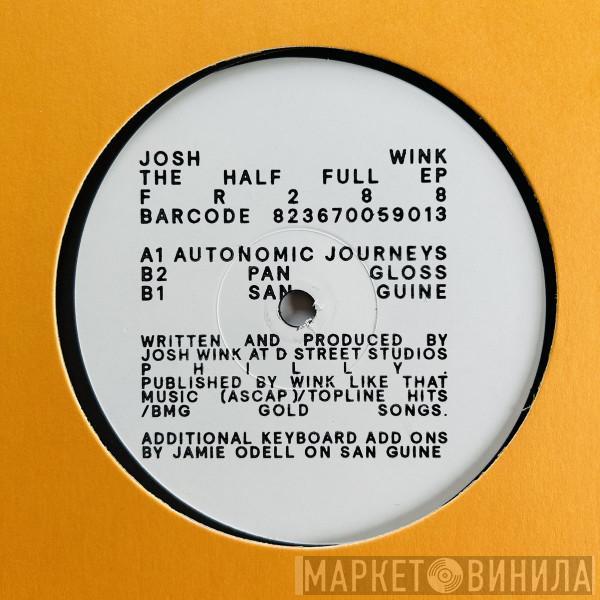 JOSH WINK
THE HALF FULL EP
F R 2 8 8
BARCODE 823670059013
A1 AUTONOMIC JOURNEYS
B2 PAN GLOSS
B1 SAN GUINE
WRITTEN AND PRODUCED BY
JOSH WINK AT D STREET STUDIOS
P H I L L Y .
PUBLISHED BY WINK LIKE THAT
MUSIC (ASCAP)/TOPLINE HITS
/BMG GOLD SONGS.
ADDITIONAL KEYBOARD ADD ONS
BY JAMIE ODELL ON SAN GUINE
МАРКЕТ ВИНИЛА